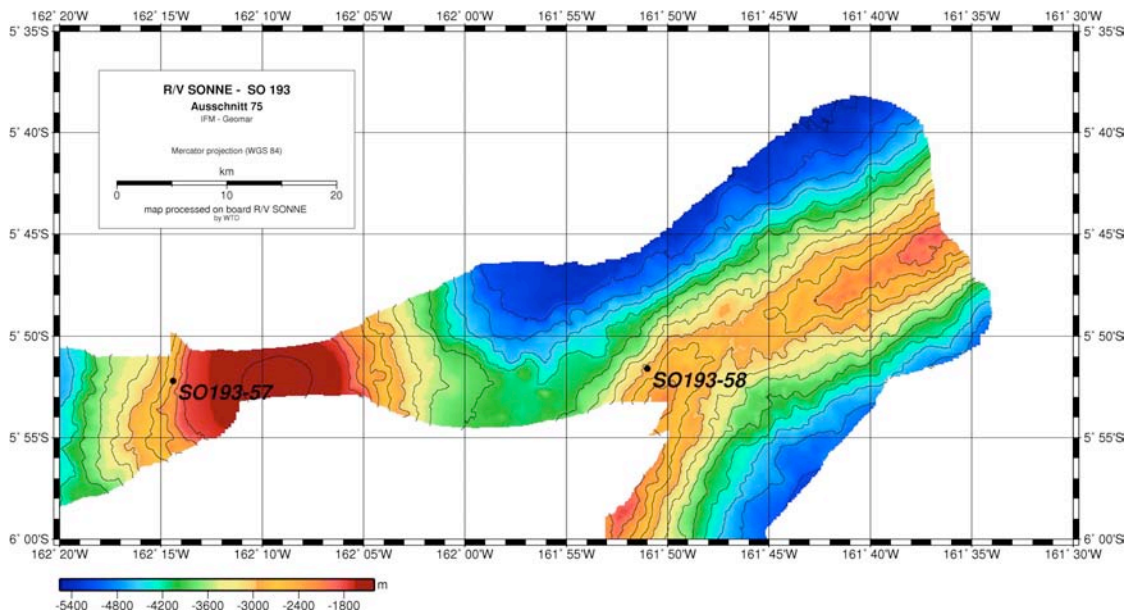 162˚20'W 162˚15'W 162˚10'W 162˚05'W 162˚00'W 161˚55'W 161˚50'W 161˚45'W 161˚40'W 161˚35'W 161˚30'W
5˚35'S 5˚35'S
R/V SONNE - SO 193
Ausschnitt 75
IFM - Geomar
5˚40'S 5˚40'S
Mercator projection (WGS 84)
km
0 10 20
map processed on board R/V SONNE
by WTD
5˚45'S 5˚45'S
5˚50'S 5˚50'S
SO193-57 SO193-58
5˚55'S 5˚55'S
6˚00'S 6˚00'S
162˚20'W 162˚15'W 162˚10'W 162˚05'W 162˚00'W 161˚55'W 161˚50'W 161˚45'W 161˚40'W 161˚35'W 161˚30'W
m
-5400 -4800 -4200 -3600 -3000 -2400 -1800